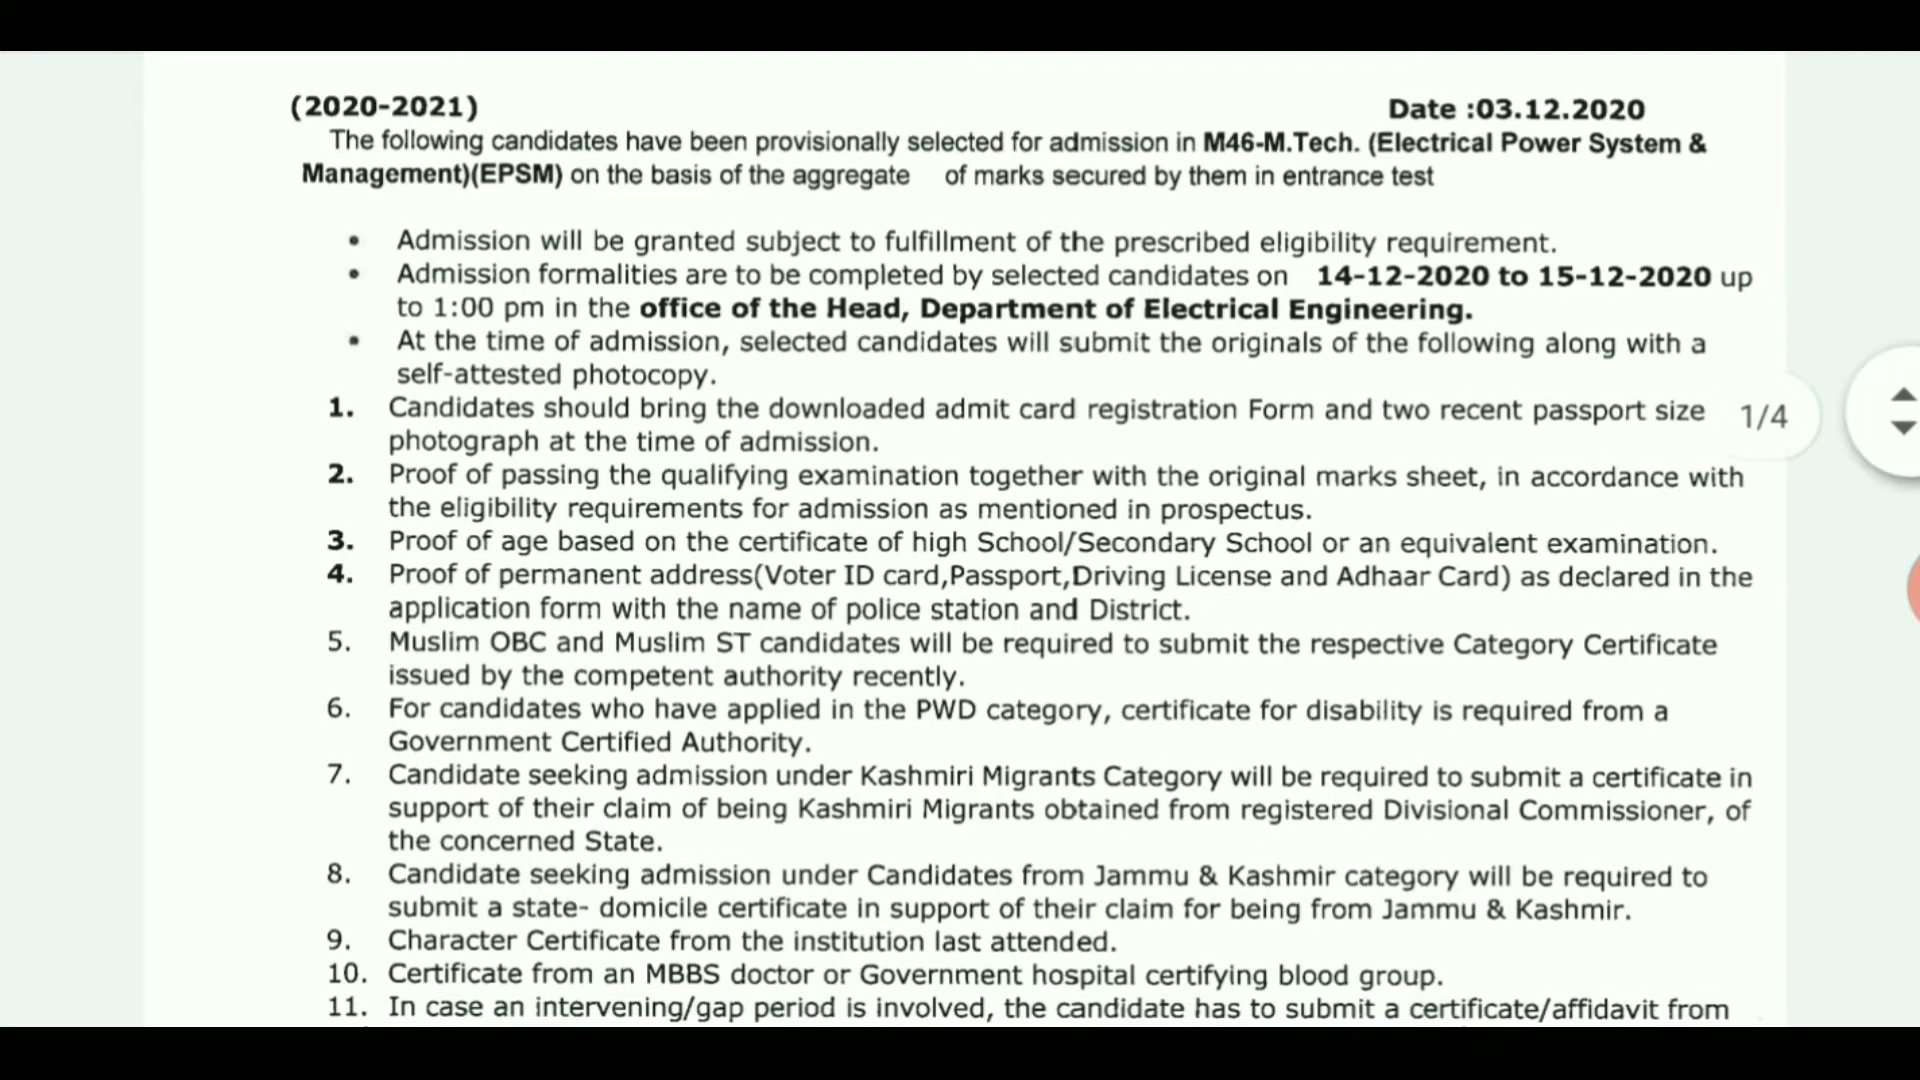 (2020-2021) Date :03.12.2020
The following candidates have been provisionally selected for admission in M46-M.Tech. (Electrical Power System &
Management)(EPSM) on the basis of the aggregate of marks secured by them in entrance test
• Admission will be granted subject to fulfillment of the prescribed eligibility requirement.
• Admission formalities are to be completed by selected candidates on 14-12-2020 to 15-12-2020 up
to 1:00 pm in the office of the Head, Department of Electrical Engineering.
▪ At the time of admission, selected candidates will submit the originals of the following along with a
self-attested photocopy.
1. Candidates should bring the downloaded admit card registration Form and two recent passport size
1/4
photograph at the time of admission.
2. Proof of passing the qualifying examination together with the original marks sheet, in accordance with
the eligibility requirements for admission as mentioned in prospectus.
3. Proof of age based on the certificate of high School/Secondary School or an equivalent examination.
4. Proof of permanent address(Voter ID card,Passport,Driving License and Adhaar Card) as declared in the
application form with the name of police station and District.
5. Muslim OBC and Muslim ST candidates will be required to submit the respective Category Certificate
issued by the competent authority recently.
6. For candidates who have applied in the PWD category, certificate for disability is required from a
Government Certified Authority.
7. Candidate seeking admission under Kashmiri Migrants Category will be required to submit a certificate in
support of their claim of being Kashmiri Migrants obtained from registered Divisional Commissioner, of
the concerned State.
8. Candidate seeking admission under Candidates from Jammu & Kashmir category will be required to
submit a state- domicile certificate in support of their claim for being from Jammu & Kashmir.
9. Character Certificate from the institution last attended.
10. Certificate from an MBBS doctor or Government hospital certifying blood group.
11. In case an intervening/gap period is involved, the candidate has to submit a certificate/affidavit from